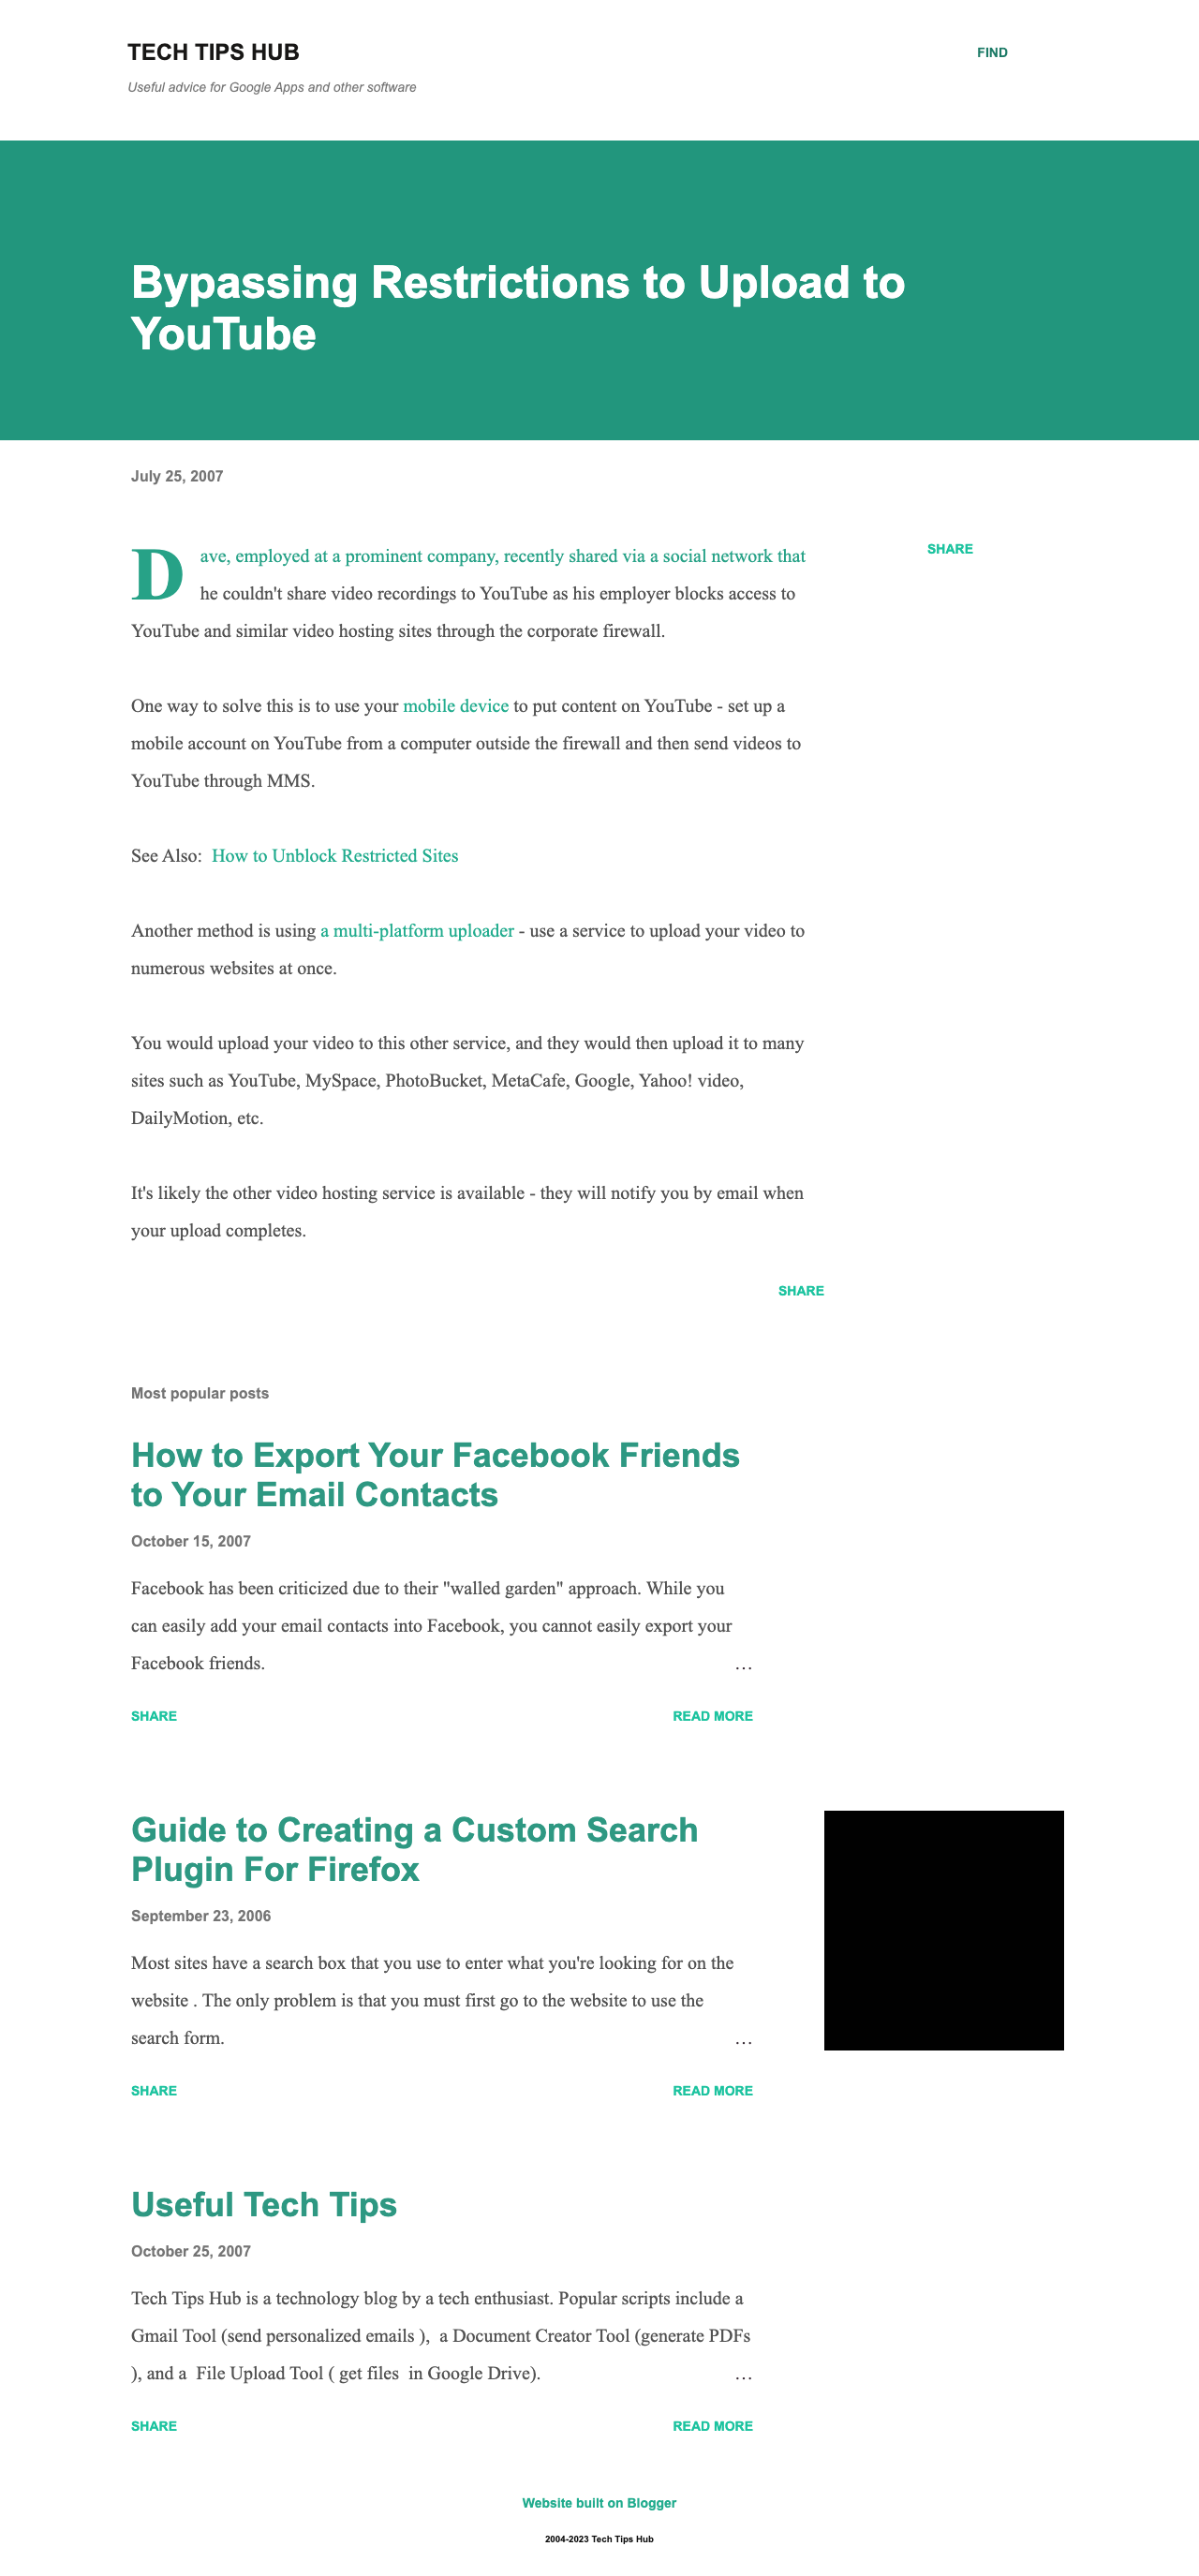 TECH TIPS HUB
FIND
Useful advice for Google Apps and other software
Bypassing Restrictions to Upload to
YouTube
July 25, 2007
Dave, employed at a prominent company, recently shared via a social network that
he couldn't share video recordings to YouTube as his employer blocks access to
YouTube and similar video hosting sites through the corporate firewall.
SHARE
One way to solve this is to use your mobile device to put content on YouTube - set up a
mobile account on YouTube from a computer outside the firewall and then send videos to
YouTube through MMS.
See Also:  How to Unblock Restricted Sites
Another method is using a multi-platform uploader - use a service to upload your video to
numerous websites at once.
You would upload your video to this other service, and they would then upload it to many
sites such as YouTube, MySpace, PhotoBucket, MetaCafe, Google, Yahoo! video,
DailyMotion, etc.
It's likely the other video hosting service is available - they will notify you by email when
your upload completes.
SHARE
Most popular posts
How to Export Your Facebook Friends
to Your Email Contacts
October 15, 2007
Facebook has been criticized due to their "walled garden" approach. While you
can easily add your email contacts into Facebook, you cannot easily export your
Facebook friends. …
SHARE READ MORE
Guide to Creating a Custom Search
Plugin For Firefox
September 23, 2006
Most sites have a search box that you use to enter what you're looking for on the
website . The only problem is that you must first go to the website to use the
search form. …
SHARE READ MORE
Useful Tech Tips
October 25, 2007
Tech Tips Hub is a technology blog by a tech enthusiast. Popular scripts include a
Gmail Tool (send personalized emails ),  a Document Creator Tool (generate PDFs
), and a  File Upload Tool ( get files  in Google Drive). …
SHARE READ MORE
Website built on Blogger
2004-2023 Tech Tips Hub